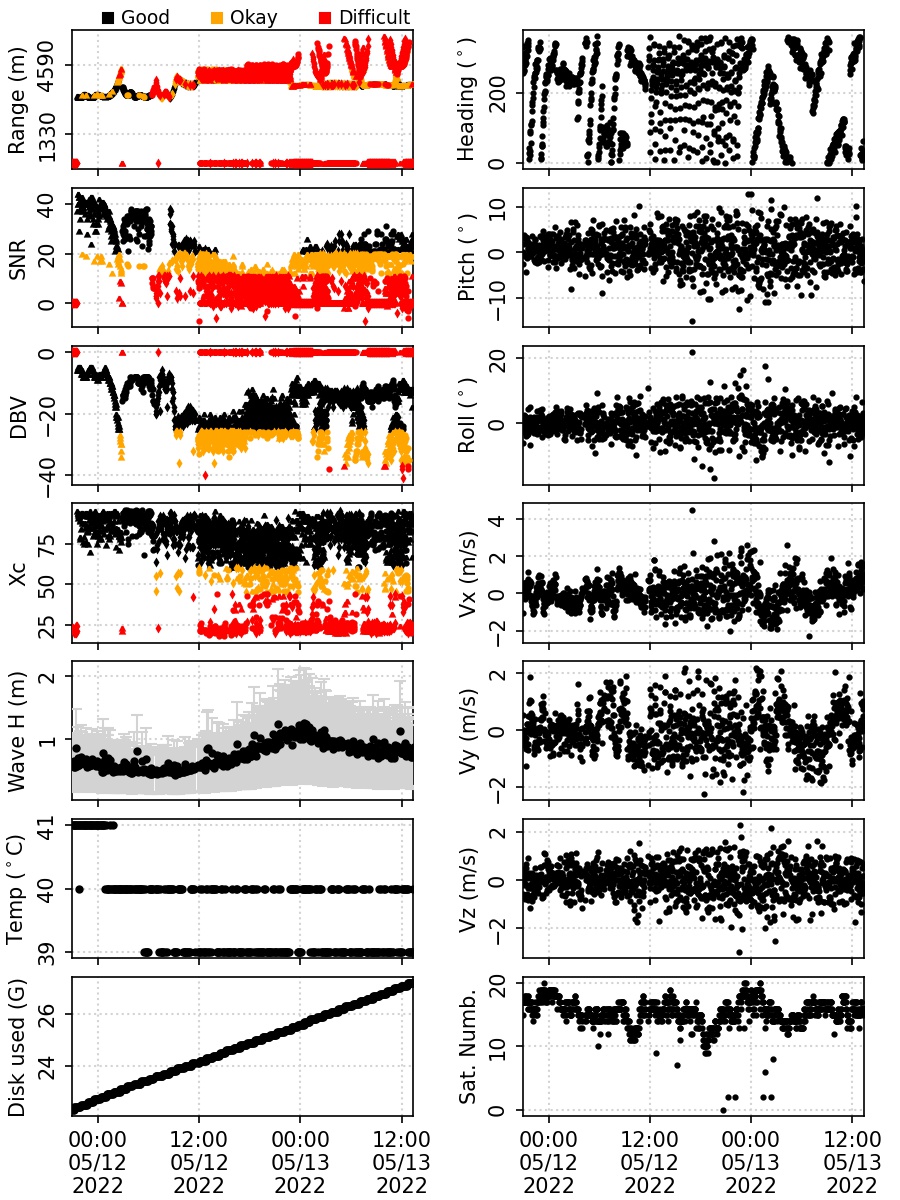 Good Okay Difficult
Range (m)
4590
1330
Heading (°)
200
0
SNR
40
20
0
Pitch (°)
10
0
−10
DBV
0
−20
−40
Roll (°)
20
0
Xc
75
50
25
Vx (m/s)
4
2
0
−2
Wave H (m)
2
1
Vy (m/s)
2
0
−2
Temp (°C)
41
40
39
Vz (m/s)
2
0
−2
Disk used (G)
26
24
Sat. Numb.
20
10
0
00:00 12:00 00:00 12:00 00:00 12:00 00:00 12:00
05/12 05/12 05/13 05/13 05/12 05/12 05/13 05/13
2022 2022 2022 2022 2022 2022 2022 2022